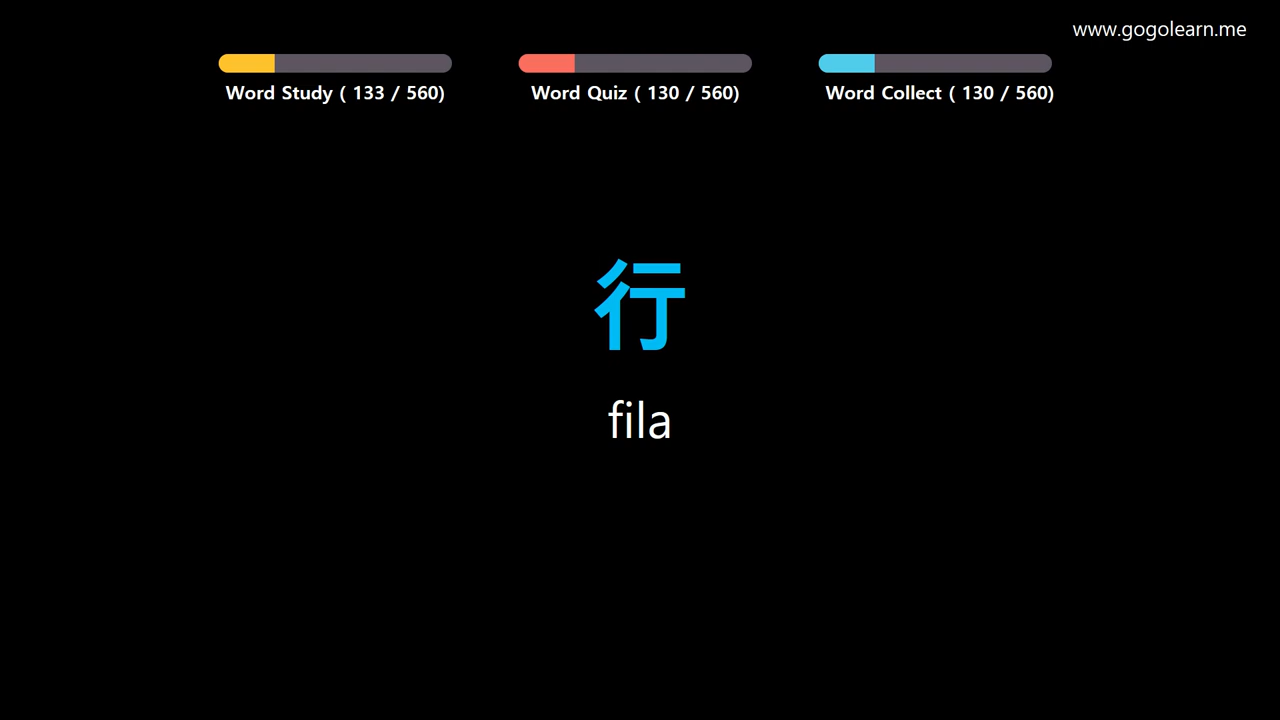 www.gogolearn.me
Word Study ( 133 / 560)
Word Quiz ( 130 / 560)
Word Collect ( 130 / 560)
行
fila